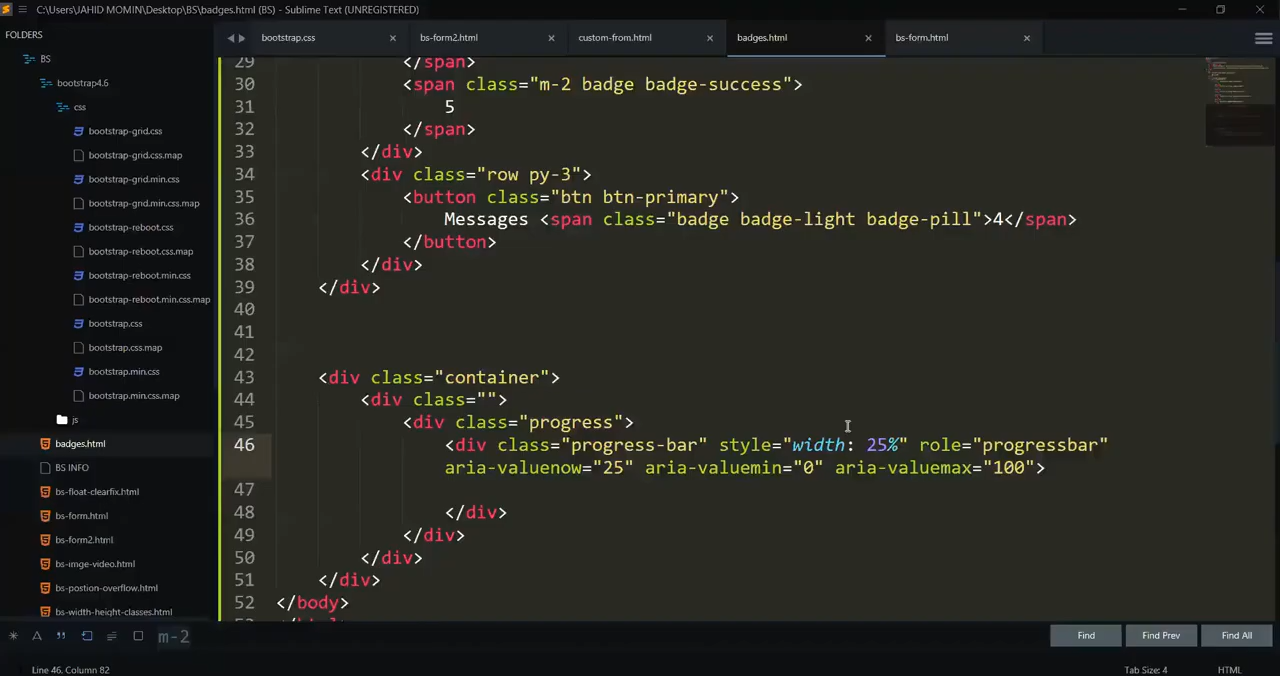 C:\Users\JAHID MOMIN\Desktop\BS\badges.html (BS) - Sublime Text (UNREGISTERED)
FOLDERS
BS
bootstrap4.6
css
bootstrap-grid.css
bootstrap-grid.css.map
bootstrap-grid.min.css
bootstrap-grid.min.css.map
bootstrap-reboot.css
bootstrap-reboot.css.map
bootstrap-reboot.min.css
bootstrap-reboot.min.css.map
bootstrap.css
bootstrap.css.map
bootstrap.min.css
bootstrap.min.css.map
js
badges.html
BS INFO
bs-float-clearfix.html
bs-form.html
bs-form2.html
bs-imge-video.html
bs-postion-overflow.html
bs-width-height-classes.html
bootstrap.css bs-form2.html custom-from.html badges.html bs-form.html
29 </span>
30 <span class="m-2 badge badge-success">
31 5
32 </span>
33 </div>
34 <div class="row py-3">
35 <button class="btn btn-primary">
36 Messages <span class="badge badge-light badge-pill">4</span>
37 </button>
38 </div>
39 </div>
40
41
42
43 <div class="container">
44 <div class="">
45 <div class="progress">
46 <div class="progress-bar" style="width: 25%" role="progressbar"
aria-valuenow="25" aria-valuemin="0" aria-valuemax="100">
47
48 </div>
49 </div>
50 </div>
51 </div>
52 </body>
m-2
Find Find Prev Find All
Line 46, Column 82
Tab Size: 4 HTML